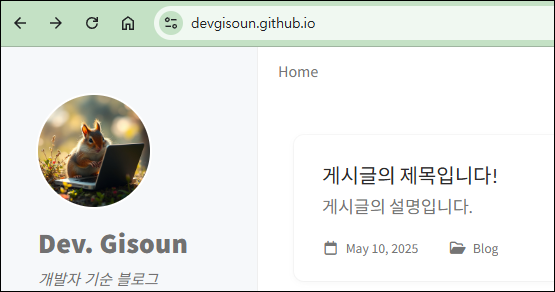 devgisoun.github.io
Home
Dev. Gisoun
개발자 기순 블로그
게시글의 제목입니다!
게시글의 설명입니다.
May 10, 2025 Blog